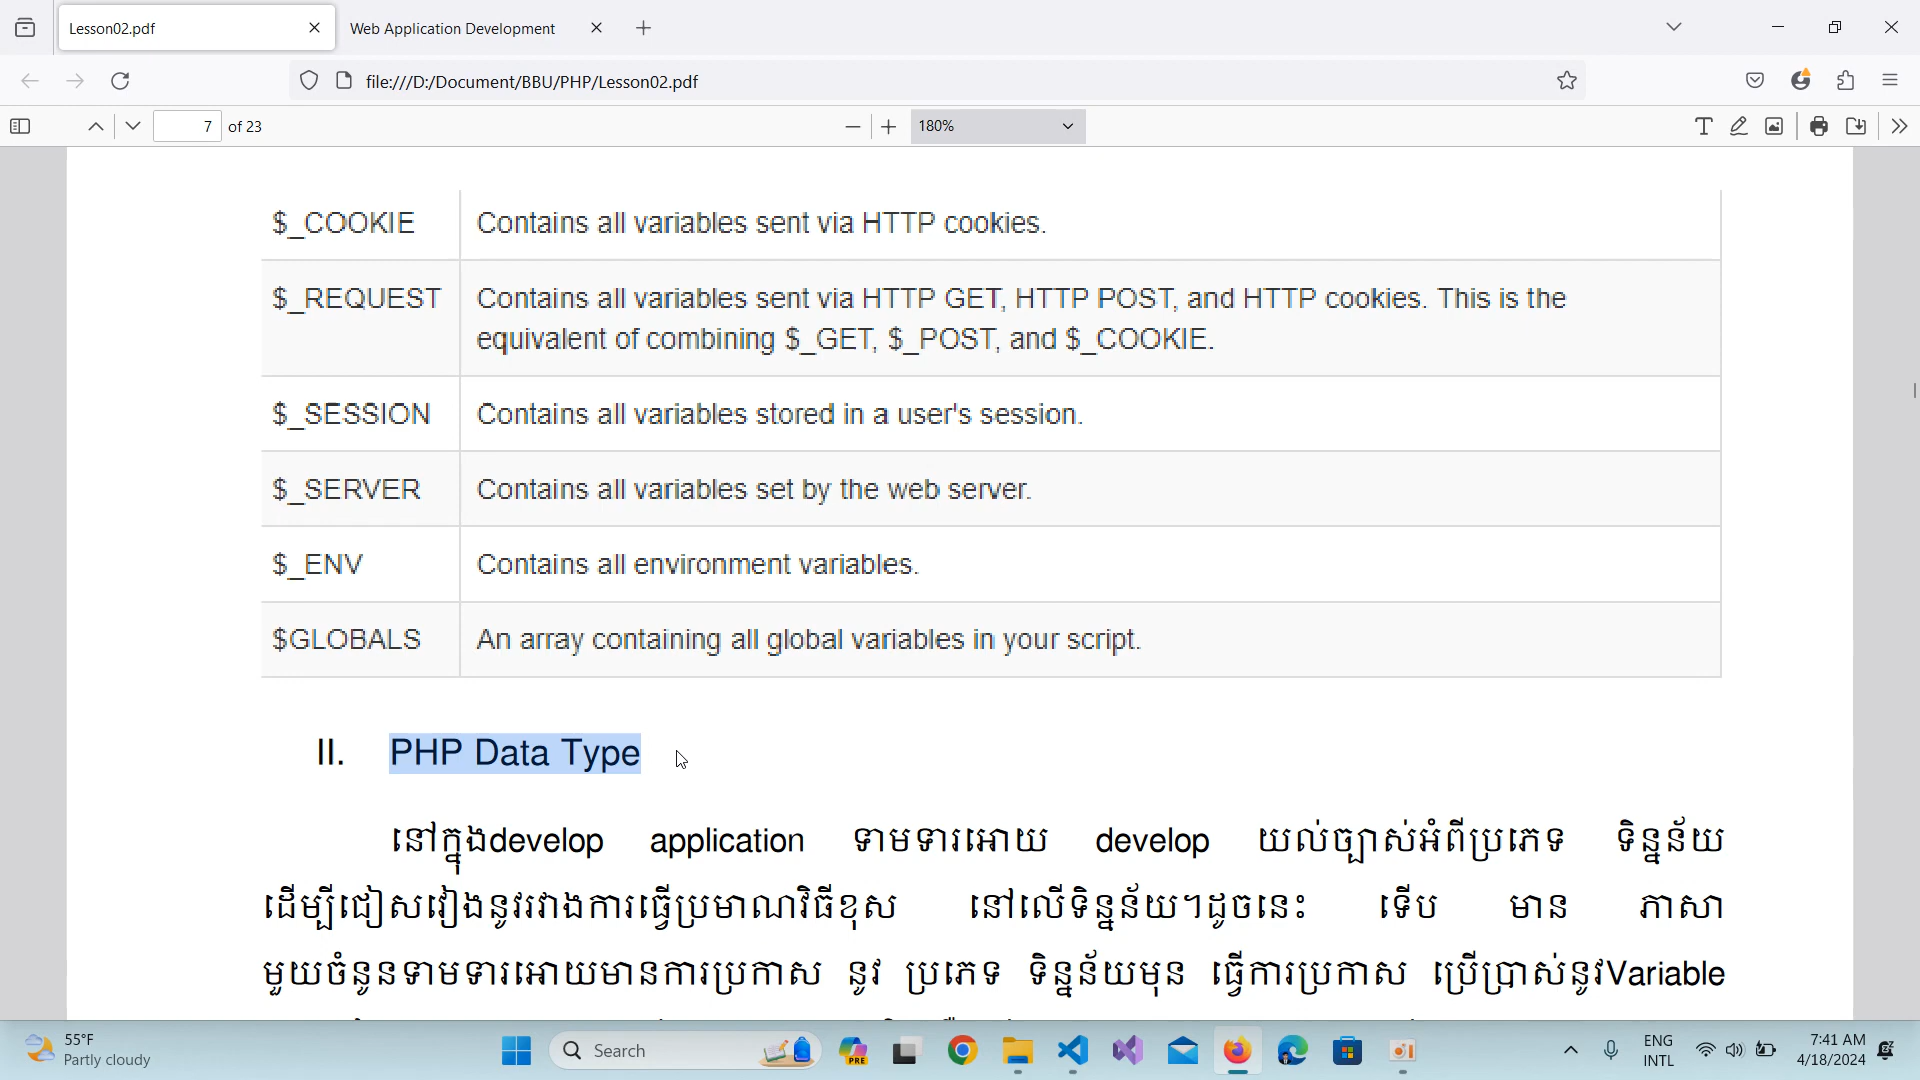 Lesson02.pdf
Web Application Development
file:///D:/Document/BBU/PHP/Lesson02.pdf
7 of 23
180%
$_COOKIE Contains all variables sent via HTTP cookies.
$_REQUEST Contains all variables sent via HTTP GET, HTTP POST, and HTTP cookies. This is the
equivalent of combining $_GET, $_POST, and $_COOKIE.
$_SESSION Contains all variables stored in a user's session.
$_SERVER Contains all variables set by the web server.
$_ENV Contains all environment variables.
$GLOBALS An array containing all global variables in your script.
II. PHP Data Type
នៅក្នុងdevelop application ទាមទារអោយ develop យល់ច្បាស់អំពីប្រភេទ ទិន្នន័យ
ដើម្បីជៀសវៀងនូវរវាងការធ្វើប្រមាណវិធីខុស នៅលើទិន្នន័យ។ដូចនេះ ទើប មាន ភាសា
មួយចំនួនទាមទារអោយមានការប្រកាស នូវ ប្រភេទ ទិន្នន័យមុន ធ្វើការប្រកាស ប្រើប្រាស់នូវVariable
55°F
Partly cloudy
Search
PRE
ENG
INTL
7:41 AM
4/18/2024